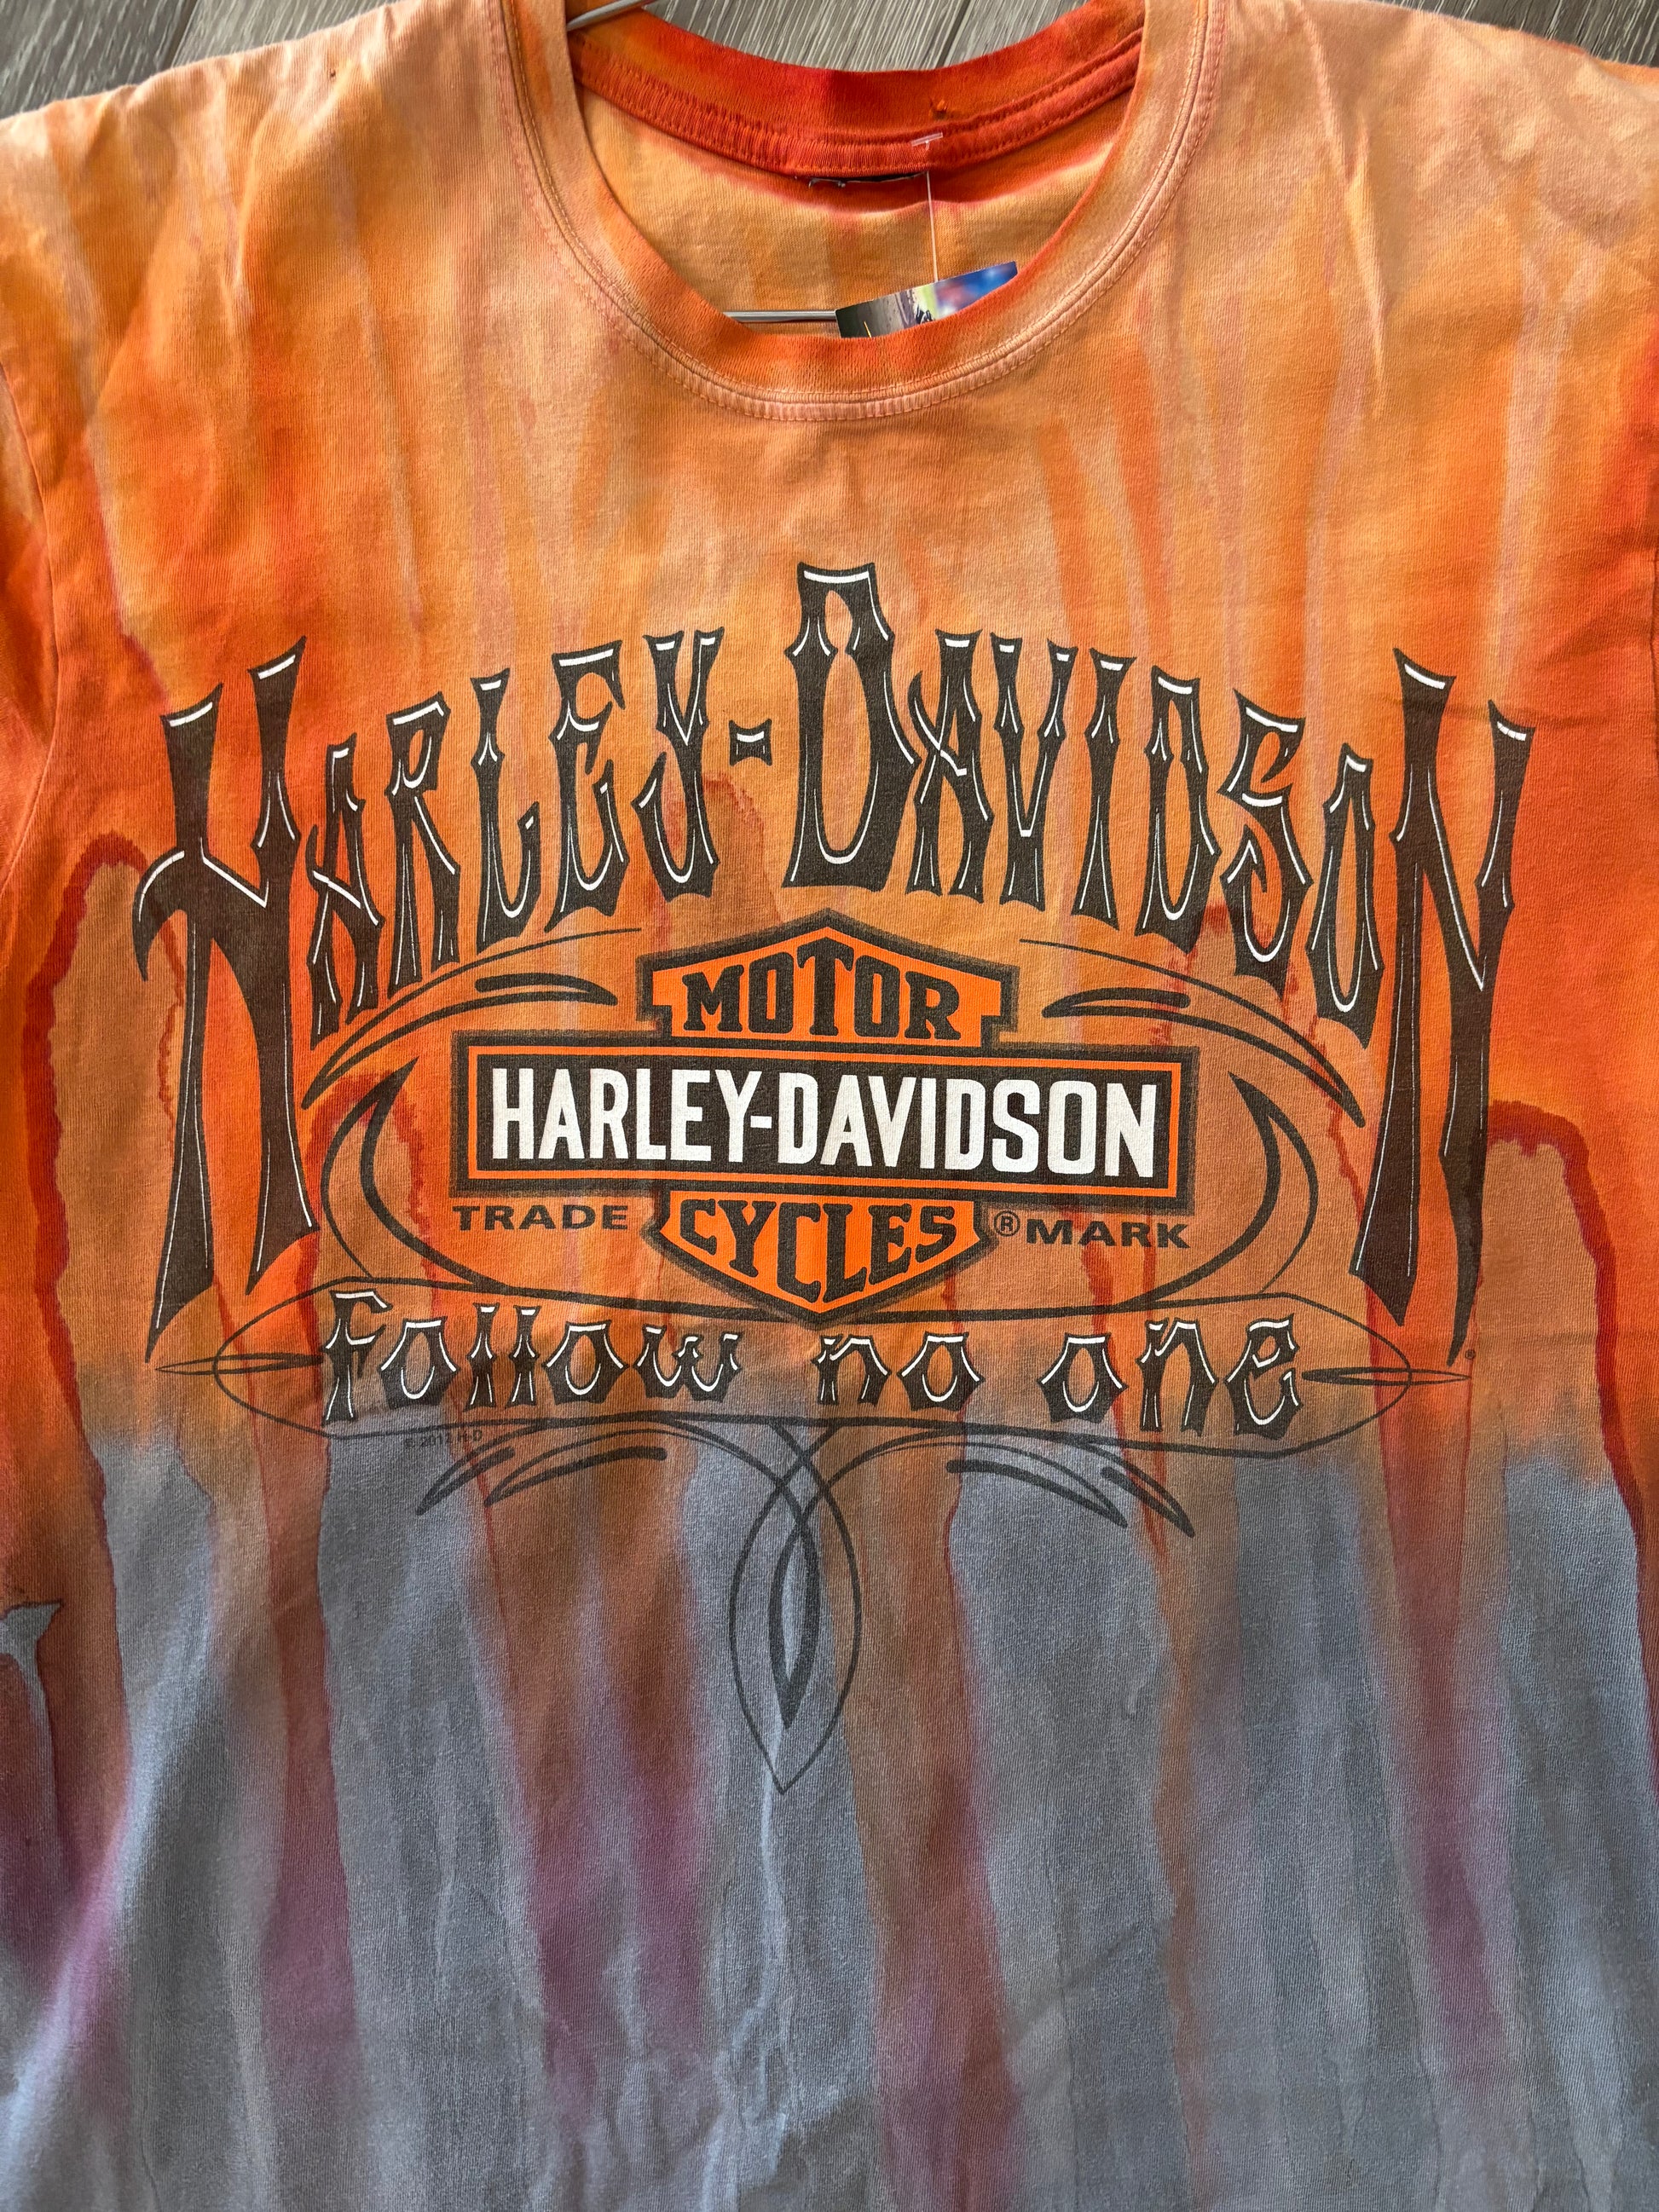 HARLEY-DAVIDSON
MOTOR
HARLEY-DAVIDSON
TRADE CYCLES ® MARK
follow no one
®
H-D